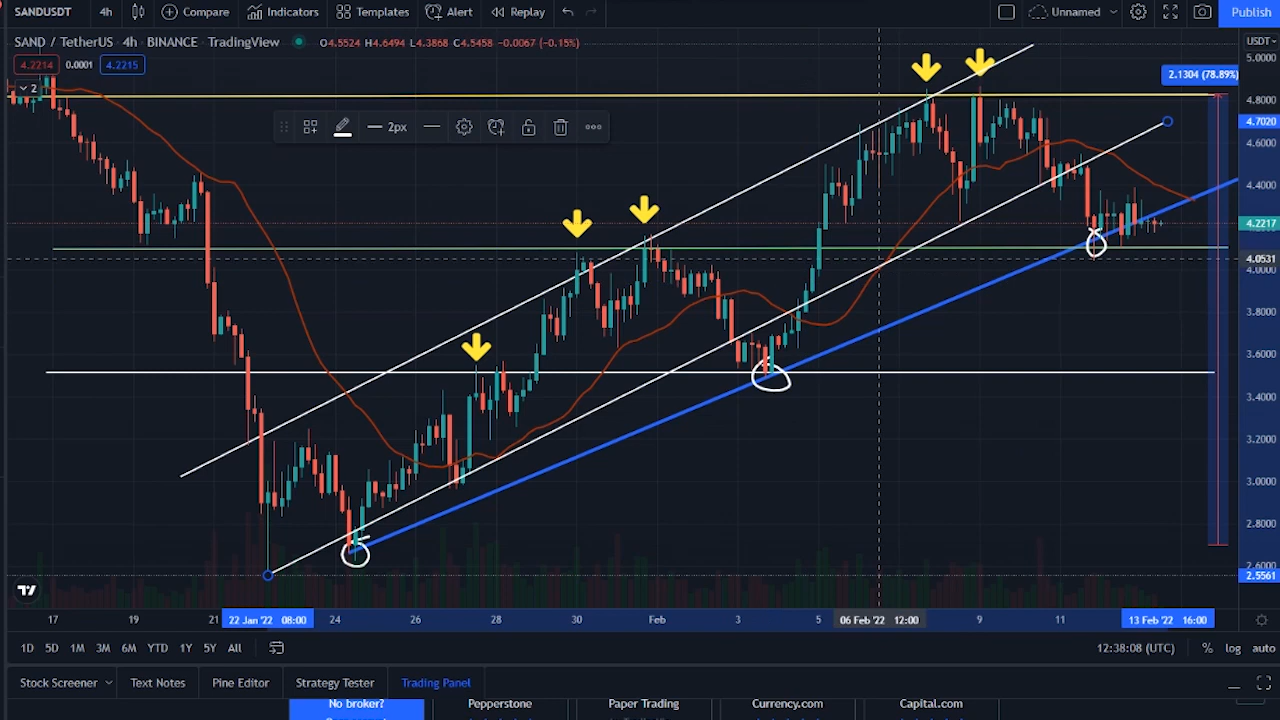 SANDUSDT 4h Compare Indicators Templates Alert Replay Unnamed Publish
SAND / TetherUS · 4h · BINANCE · TradingView O4.5524 H4.6494 L4.3868 C4.5458 -0.0067 (-0.15%) USDT
4.2214 0.0001 4.2215
2
2.1304 (78.89%)
2px
5.0000
4.8000
4.7020
4.6000
4.4000
4.2217
4.0531
4.0000
3.8000
3.6000
3.4000
3.2000
3.0000
2.8000
2.5561
17 19 21 22 Jan '22 08:00 24 26 28 30 Feb 3 5 06 Feb '22 12:00 9 11 13 Feb '22 16:00
1D 5D 1M 3M 6M YTD 1Y 5Y All 12:38:08 (UTC) % log auto
Stock Screener Text Notes Pine Editor Strategy Tester Trading Panel
No broker? Pepperstone Paper Trading Currency.com Capital.com